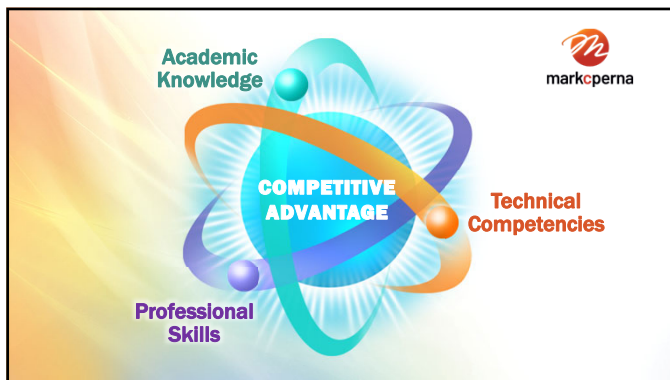 Academic
Knowledge
markcperna
COMPETITIVE
ADVANTAGE
Technical
Competencies
Professional
Skills